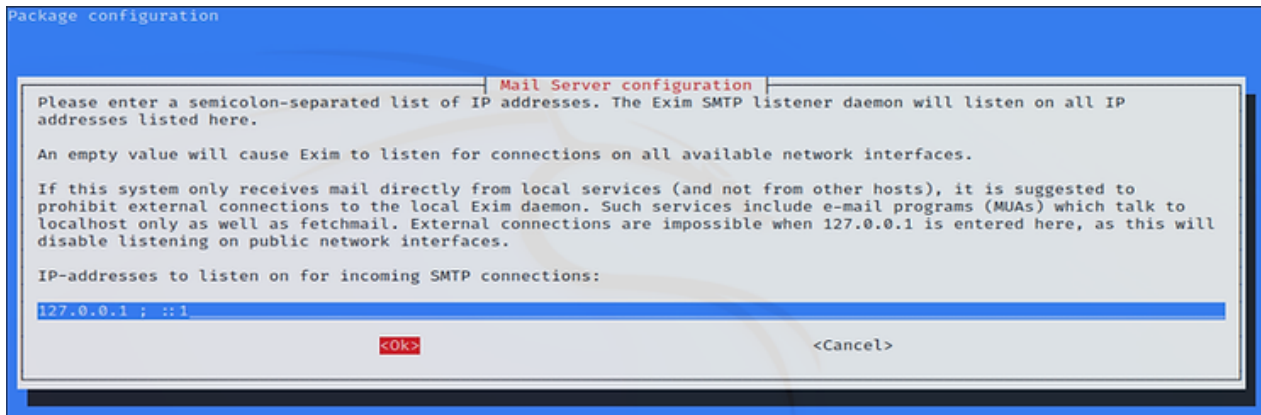 Package configuration
Mail Server configuration
Please enter a semicolon-separated list of IP addresses. The Exim SMTP listener daemon will listen on all IP
addresses listed here.
An empty value will cause Exim to listen for connections on all available network interfaces.
If this system only receives mail directly from local services (and not from other hosts), it is suggested to
prohibit external connections to the local Exim daemon. Such services include e-mail programs (MUAs) which talk to
localhost only as well as fetchmail. External connections are impossible when 127.0.0.1 is entered here, as this will
disable listening on public network interfaces.
IP-addresses to listen on for incoming SMTP connections:
127.0.0.1 ; ::1
<Ok> <Cancel>